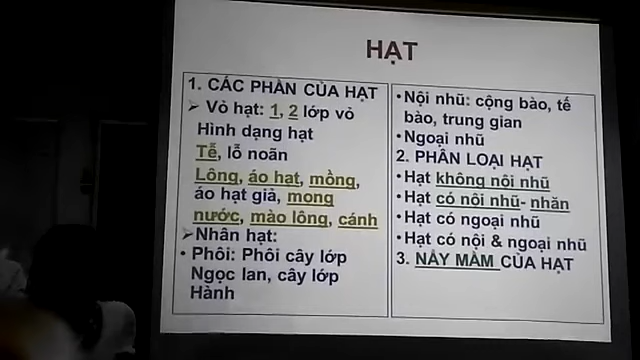 HẠT
1. CÁC PHẦN CỦA HẠT
➢ Vỏ hạt: 1, 2 lớp vỏ
Hình dạng hạt
Tễ, lỗ noãn
Lông, áo hạt, mồng,
áo hạt giả, mong
nước, mào lông, cánh
➢ Nhân hạt:
• Phôi: Phôi cây lớp
Ngọc lan, cây lớp
Hành
• Nội nhũ: cộng bào, tế
bào, trung gian
• Ngoại nhũ
2. PHÂN LOẠI HẠT
• Hạt không nội nhũ
• Hạt có nội nhũ- nhăn
• Hạt có ngoại nhũ
• Hạt có nội & ngoại nhũ
3. NẨY MẦM CỦA HẠT